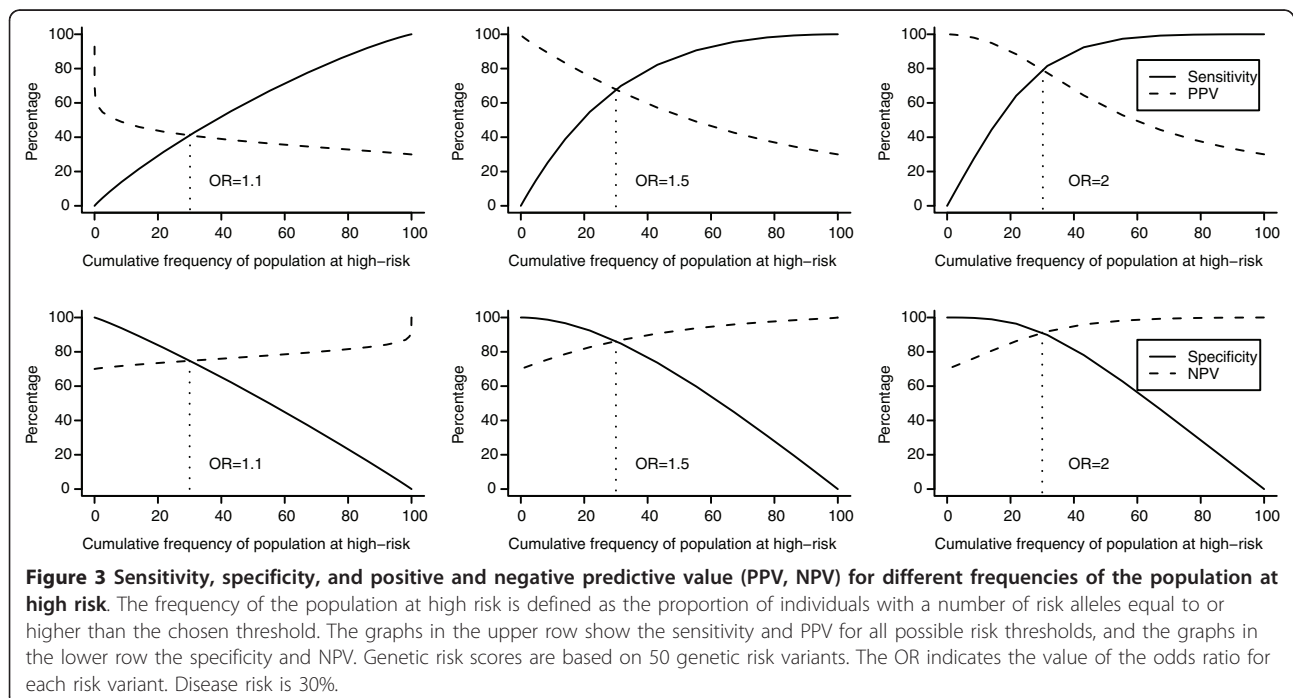 100
80
60
40
20
0
Percentage
OR=1.1
0 20 40 60 80 100
Cumulative frequency of population at high−risk
100
80
60
40
20
0
Percentage
OR=1.5
0 20 40 60 80 100
Cumulative frequency of population at high−risk
100
80
60
40
20
0
Percentage
Sensitivity
PPV
OR=2
0 20 40 60 80 100
Cumulative frequency of population at high−risk
100
80
60
40
20
0
Percentage
OR=1.1
0 20 40 60 80 100
Cumulative frequency of population at high−risk
100
80
60
40
20
0
Percentage
OR=1.5
0 20 40 60 80 100
Cumulative frequency of population at high−risk
100
80
60
40
20
0
Percentage
Specificity
NPV
OR=2
0 20 40 60 80 100
Cumulative frequency of population at high−risk
Figure 3 Sensitivity, specificity, and positive and negative predictive value (PPV, NPV) for different frequencies of the population at
high risk. The frequency of the population at high risk is defined as the proportion of individuals with a number of risk alleles equal to or
higher than the chosen threshold. The graphs in the upper row show the sensitivity and PPV for all possible risk thresholds, and the graphs in
the lower row the specificity and NPV. Genetic risk scores are based on 50 genetic risk variants. The OR indicates the value of the odds ratio for
each risk variant. Disease risk is 30%.